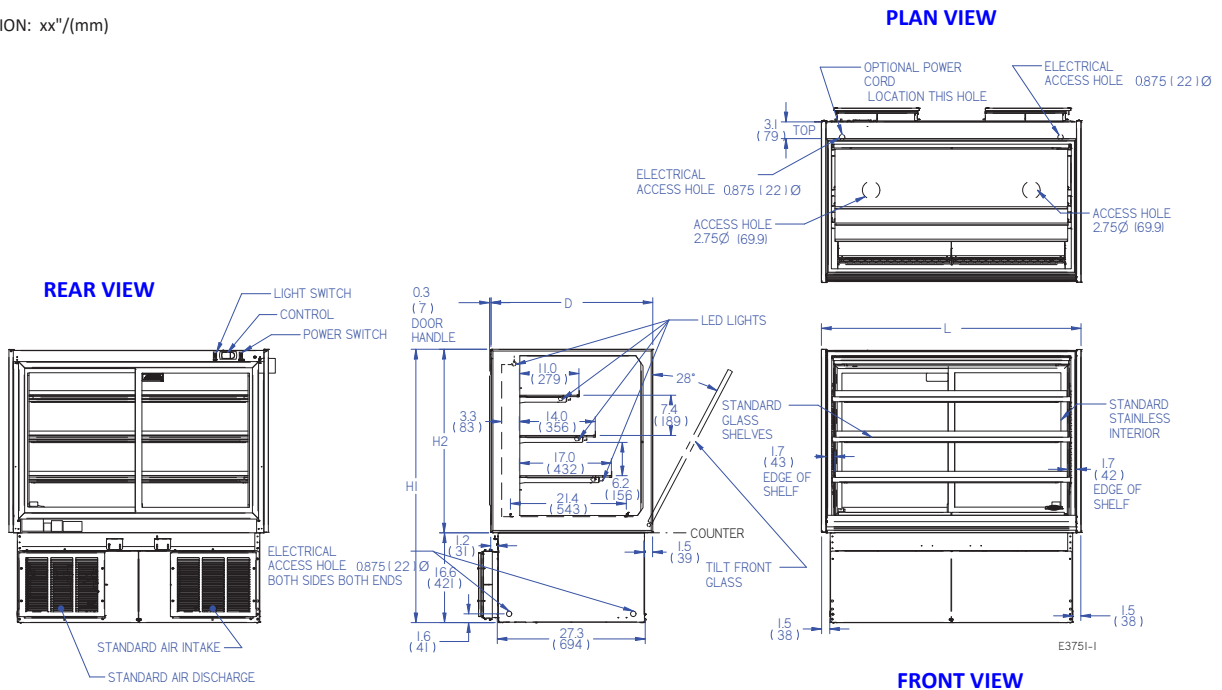 ION: xx"/(mm)
PLAN VIEW
OPTIONAL POWER
CORD
LOCATION THIS HOLE
ELECTRICAL
ACCESS HOLE 0.875 (22) Ø
3.1
(79)
TOP
ELECTRICAL
ACCESS HOLE 0.875 (22) Ø
ACCESS HOLE
2.75Ø (69.9)
ACCESS HOLE
2.75Ø (69.9)
REAR VIEW
LIGHT SWITCH
CONTROL
POWER SWITCH
ELECTRICAL
ACCESS HOLE 0.875 (22) Ø
BOTH SIDES BOTH ENDS
STANDARD AIR INTAKE
STANDARD AIR DISCHARGE
0.3
(7)
DOOR
HANDLE
D
LED LIGHTS
11.0
(279)
28°
3.3
(83)
14.0
(356)
7.4
(189)
H2
H1
17.0
(432)
6.2
(156)
21.4
(543)
COUNTER
1.2
(31)
1.5
(39)
TILT FRONT
GLASS
16.6
(421)
1.6
(41)
27.3
(694)
L
STANDARD
GLASS
SHELVES
STANDARD
STAINLESS
INTERIOR
1.7
(43)
EDGE OF
SHELF
1.7
(42)
EDGE OF
SHELF
1.5
(38)
1.5
(38)
E3751-1
FRONT VIEW